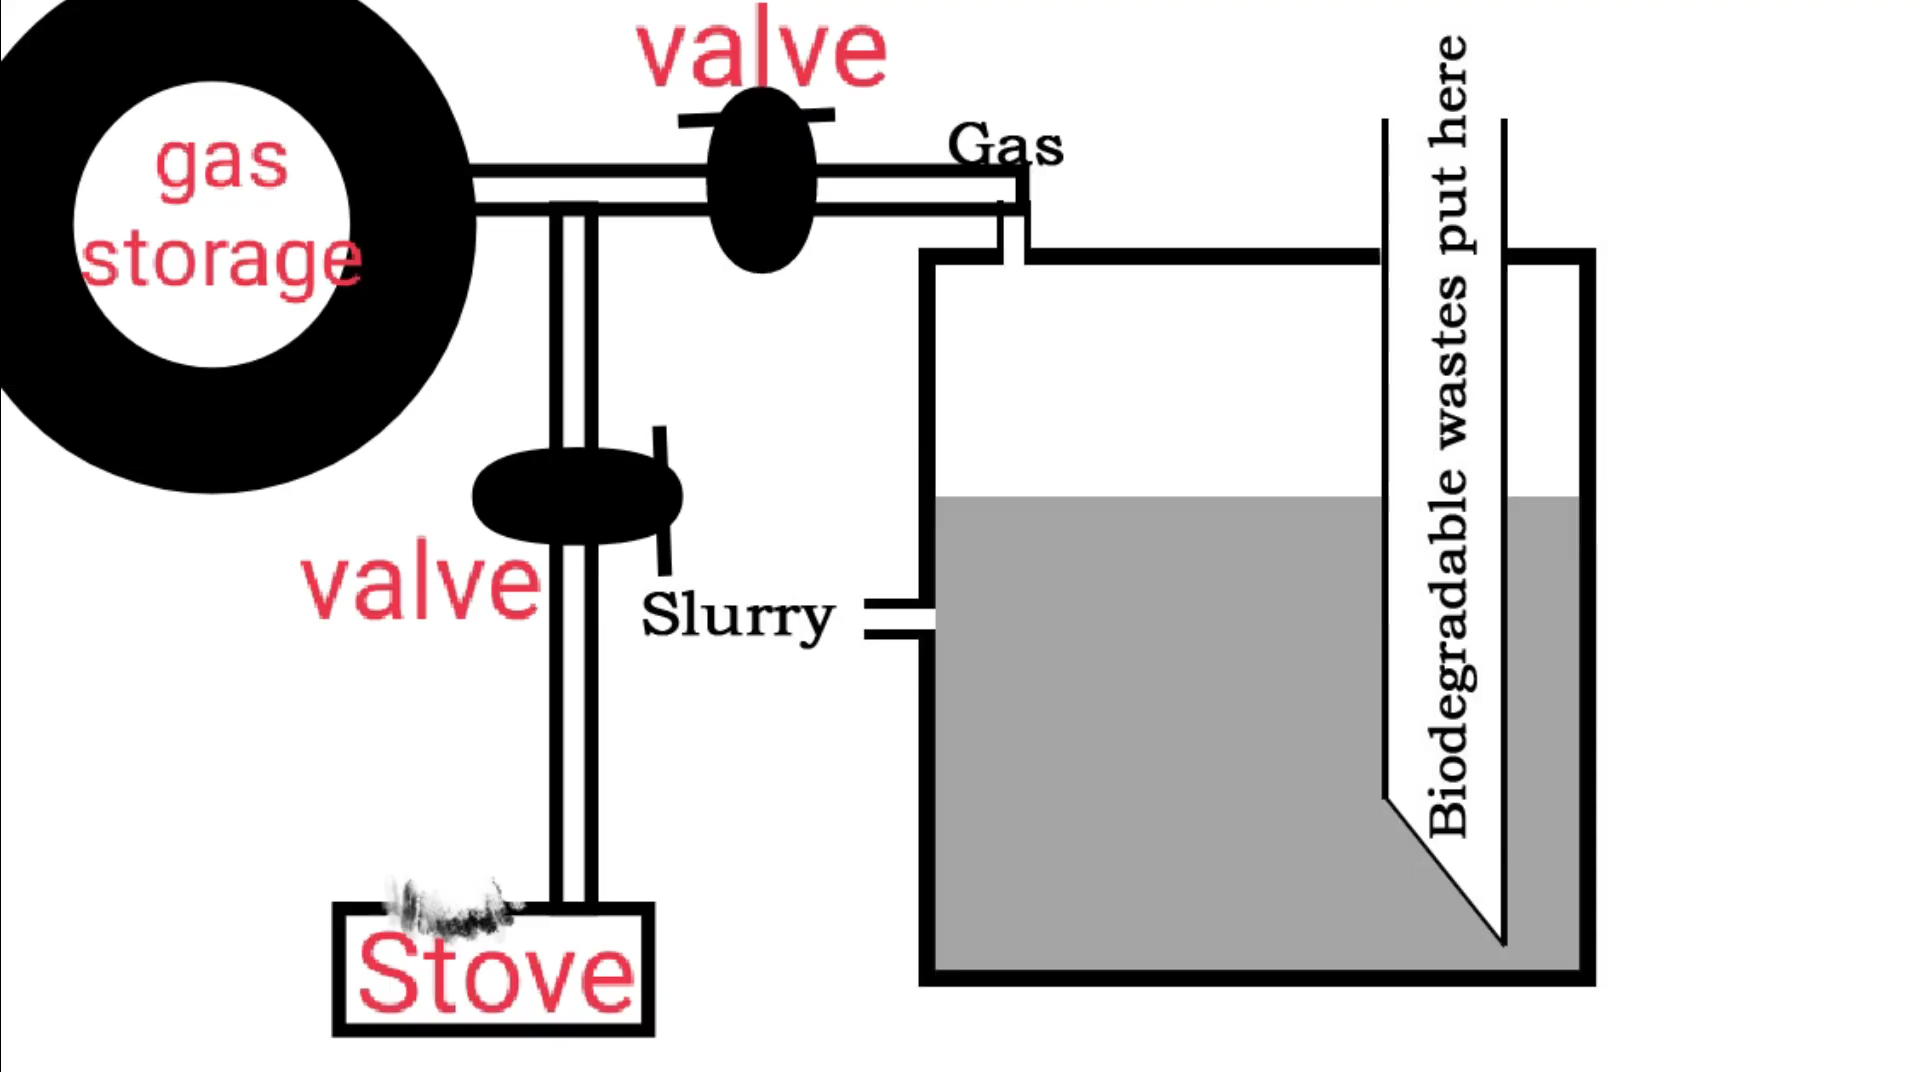 valve
gas
storage
Gas
Biodegradable wastes put here
valve
Slurry
Stove